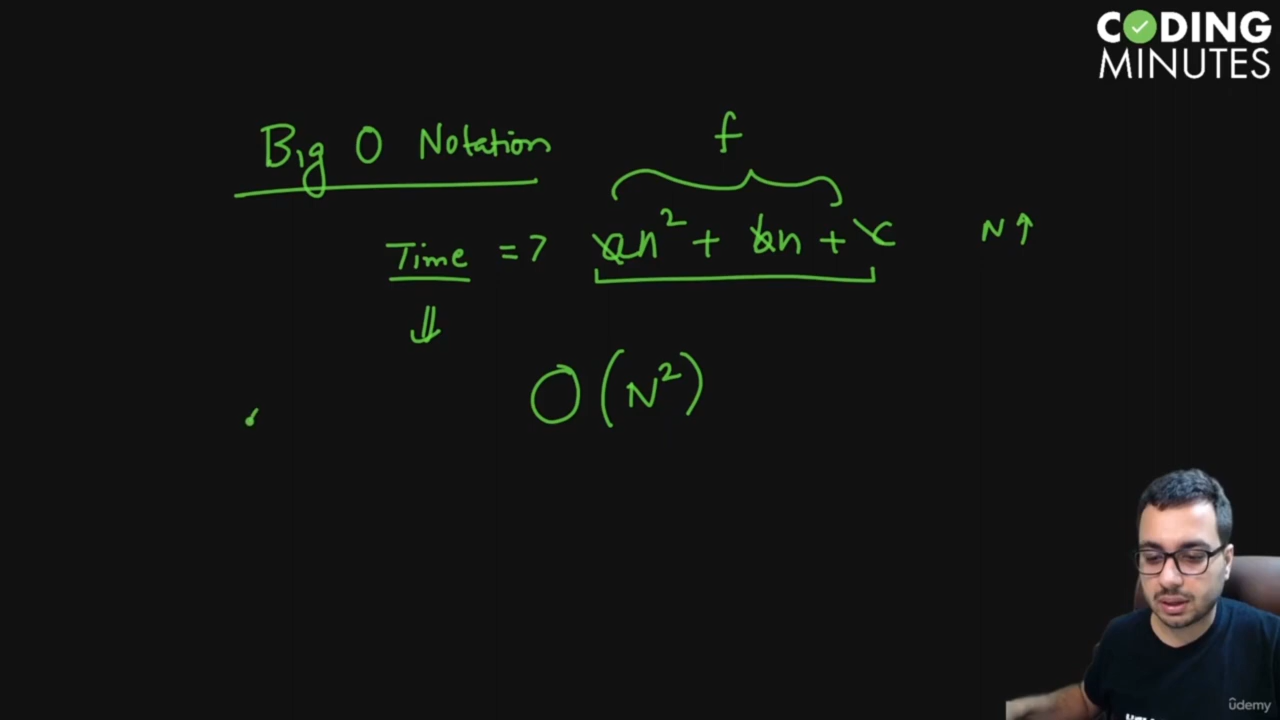 CODING
MINUTES
Big O Notation
f
Time => an² + bn + c
N↑
⇓
O(N²)
udemy